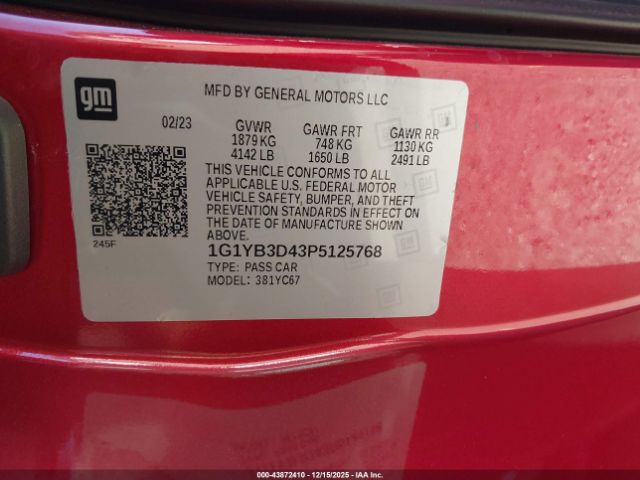 gm
MFD BY GENERAL MOTORS LLC
02/23 GVWR GAWR FRT GAWR RR
1879 KG 748 KG 1130 KG
4142 LB 1650 LB 2491 LB
THIS VEHICLE CONFORMS TO ALL
APPLICABLE U.S. FEDERAL MOTOR
VEHICLE SAFETY, BUMPER, AND THEFT
PREVENTION STANDARDS IN EFFECT ON
THE DATE OF MANUFACTURE SHOWN
ABOVE.
245F
1G1YB3D43P5125768
TYPE: PASS CAR
MODEL: 381YC67
000-43872410 - 12/15/2025 - COPART